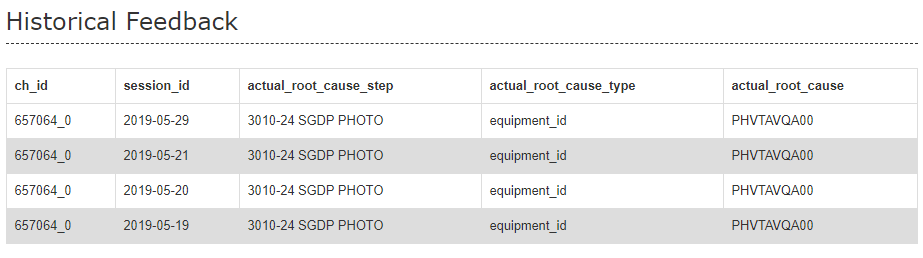 Historical Feedback
ch_id session_id actual_root_cause_step actual_root_cause_type actual_root_cause
657064_0 2019-05-29 3010-24 SGDP PHOTO equipment_id PHVTAVQA00
657064_0 2019-05-21 3010-24 SGDP PHOTO equipment_id PHVTAVQA00
657064_0 2019-05-20 3010-24 SGDP PHOTO equipment_id PHVTAVQA00
657064_0 2019-05-19 3010-24 SGDP PHOTO equipment_id PHVTAVQA00